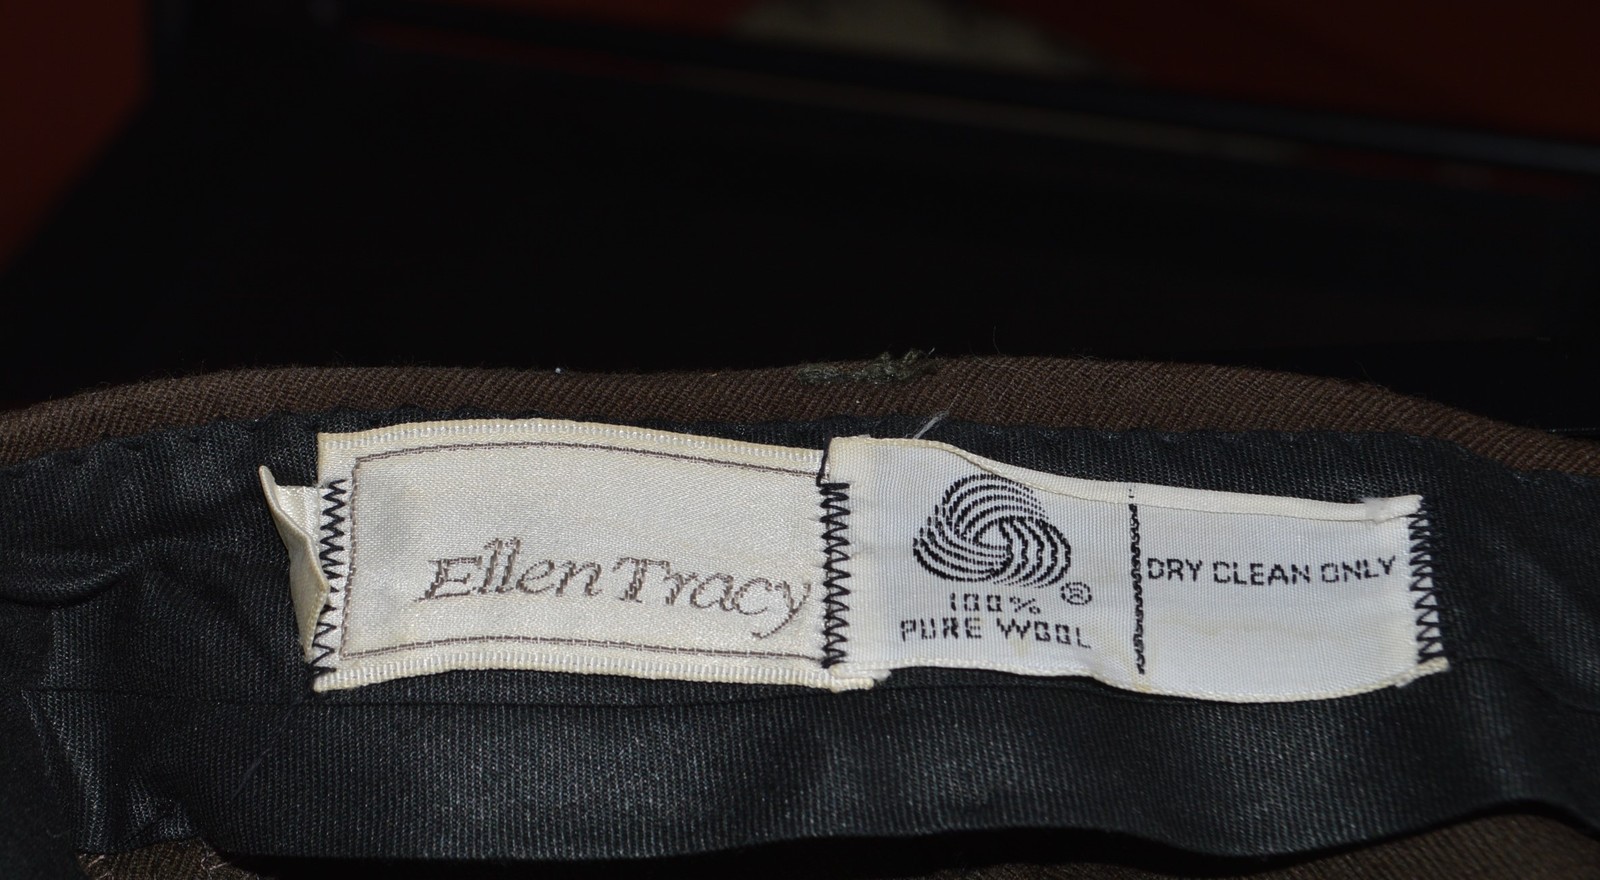 Ellen Tracy
®
100%
PURE WOOL
DRY CLEAN ONLY